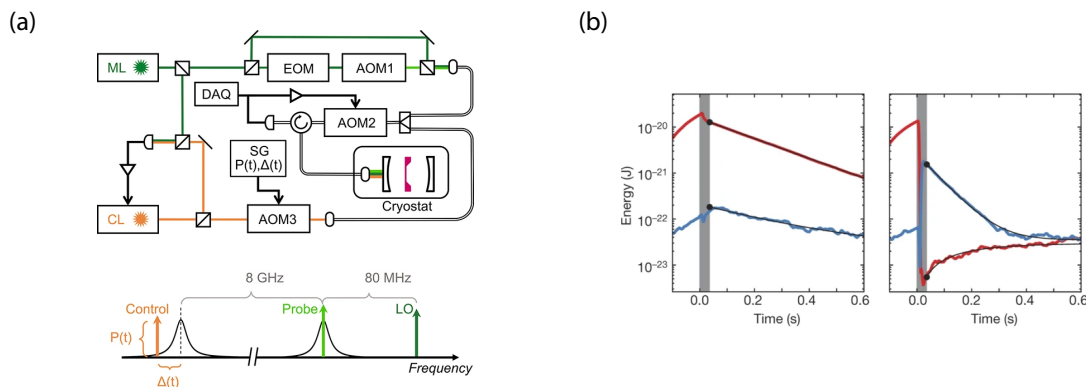 (a)
ML
EOM
AOM1
DAQ
AOM2
SG
P(t),Δ(t)
Cryostat
CL
AOM3
8 GHz
80 MHz
Control
Probe
LO
P(t)
Δ(t)
Frequency
(b)
Energy (J)
10⁻²⁰
10⁻²¹
10⁻²²
10⁻²³
0.0 0.2 0.4 0.6
Time (s)
0.0 0.2 0.4 0.6
Time (s)